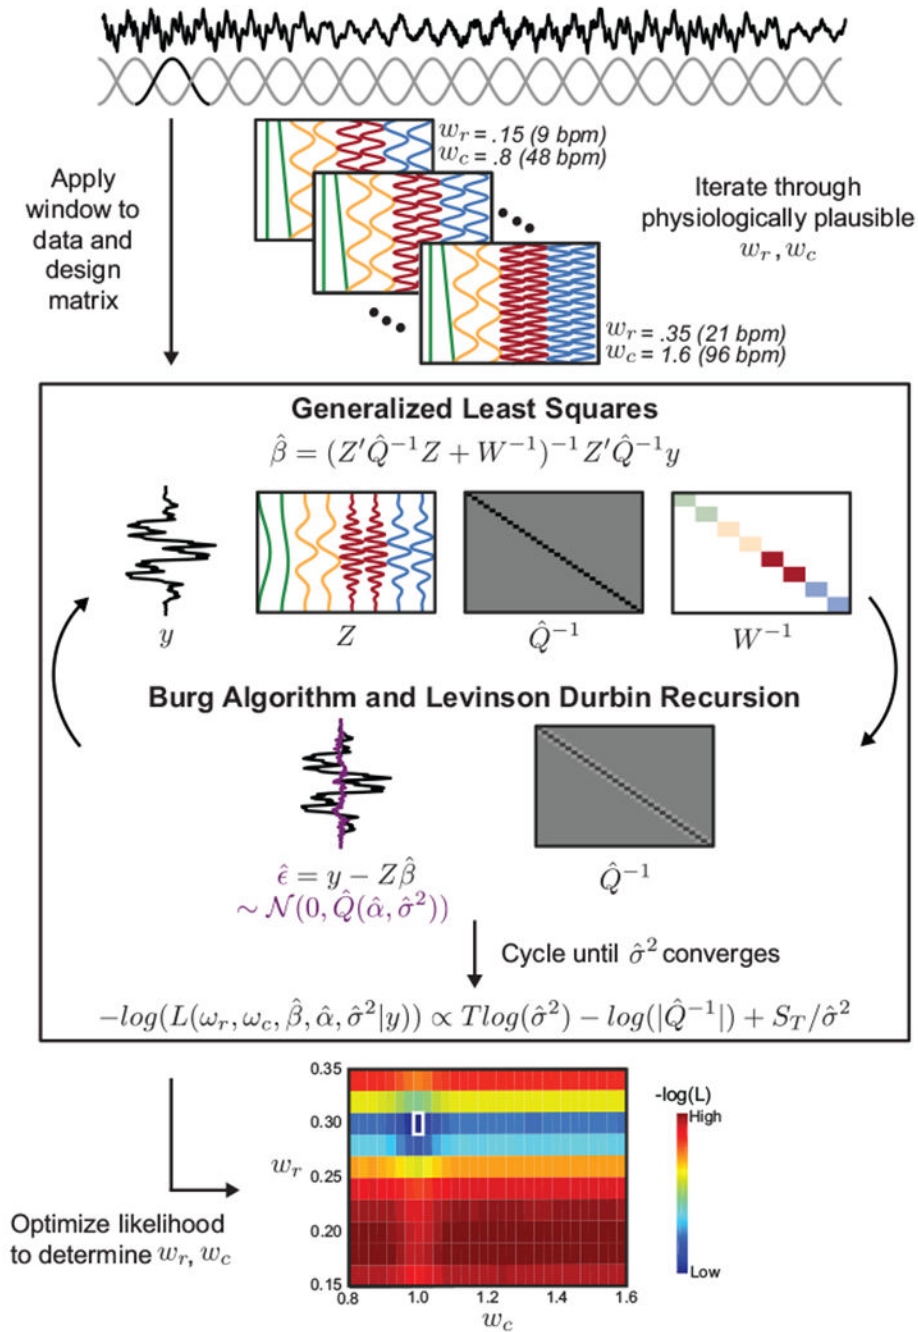 w_r = .15 (9 bpm)
w_c = .8 (48 bpm)
Apply
window to
data and
design
matrix
Iterate through
physiologically plausible
w_r, w_c
w_r = .35 (21 bpm)
w_c = 1.6 (96 bpm)
Generalized Least Squares
β̂ = (Z′Q̂⁻¹Z + W⁻¹)⁻¹Z′Q̂⁻¹y
y Z Q̂⁻¹ W⁻¹
Burg Algorithm and Levinson Durbin Recursion
ε̂ = y − Zβ̂
∼ 𝒩(0, Q̂(α̂, σ̂²))
Q̂⁻¹
Cycle until σ̂² converges
−log(L(ω_r, ω_c, β̂, α̂, σ̂²|y)) ∝ Tlog(σ̂²) − log(|Q̂⁻¹|) + S_T/σ̂²
0.35
0.30
0.25
0.20
0.15
w_r
0.8 1.0 1.2 1.4 1.6
w_c
-log(L)
High
Low
Optimize likelihood
to determine w_r, w_c